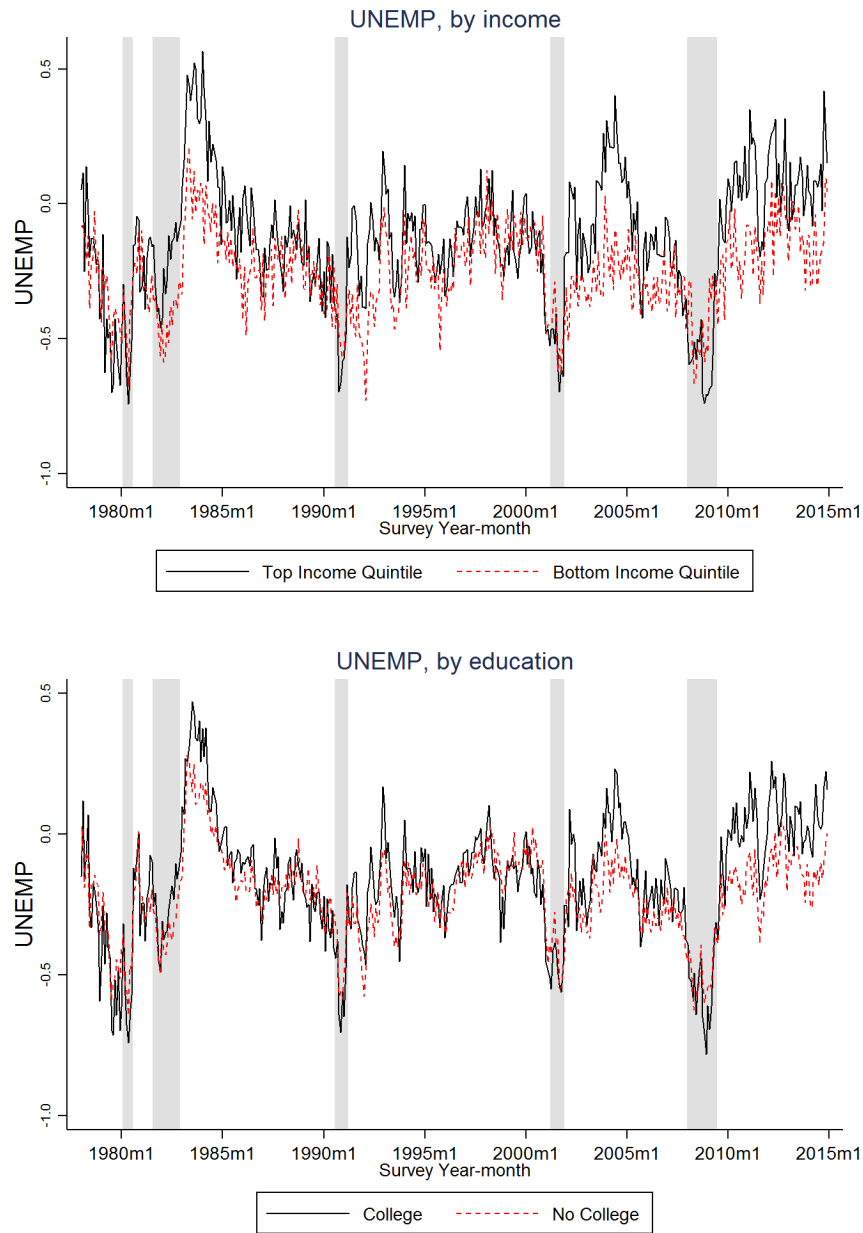 UNEMP, by income
UNEMP
0.5
0.0
-0.5
-1.0
1980m1 1985m1 1990m1 1995m1 2000m1 2005m1 2010m1 2015m1
Survey Year-month
Top Income Quintile Bottom Income Quintile
UNEMP, by education
UNEMP
0.5
0.0
-0.5
-1.0
1980m1 1985m1 1990m1 1995m1 2000m1 2005m1 2010m1 2015m1
Survey Year-month
College No College